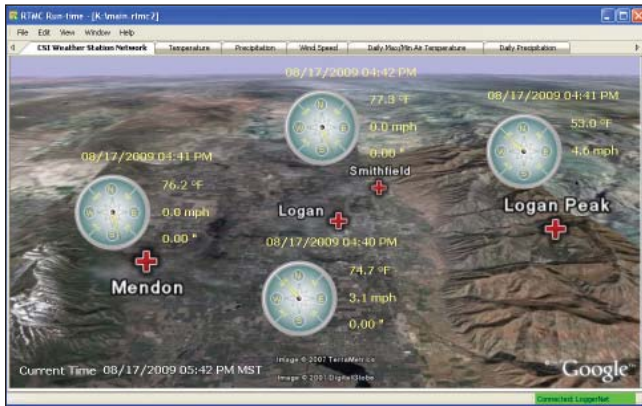 RTMC Run-time - [K:\main.rtmc2]
File Edit View Window Help
CSI Weather Station Network Temperature Precipitation Wind Speed Daily Max/Min Air Temperature Daily Precipitation
08/17/2009 04:42 PM
77.3 °F
0.0 mph
0.00 "
Smithfield
08/17/2009 04:41 PM
53.0 °F
4.6 mph
Logan Peak
08/17/2009 04:41 PM
76.2 °F
0.0 mph
0.00 "
Mendon
Logan
08/17/2009 04:40 PM
74.7 °F
3.1 mph
0.00 "
N
E
S
W
Image © 2007 TerraMetrics
Image © 2001 DigitalGlobe
Current Time 08/17/2009 05:42 PM MST
Google
Connected: LoggerNet